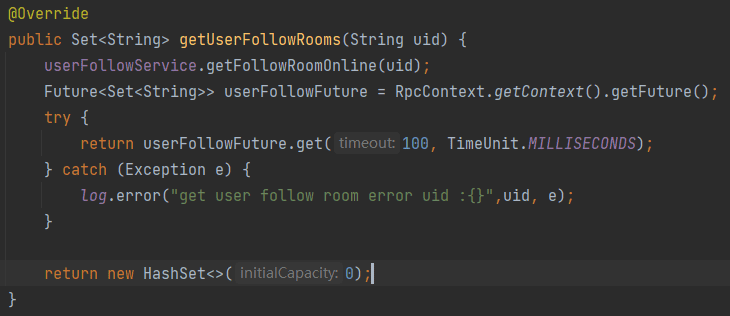 @Override
public Set<String> getUserFollowRooms(String uid) {
    userFollowService.getFollowRoomOnline(uid);
    Future<Set<String>> userFollowFuture = RpcContext.getContext().getFuture();
    try {
        return userFollowFuture.get( timeout: 100, TimeUnit.MILLISECONDS);
    } catch (Exception e) {
        log.error("get user follow room error uid :{}",uid, e);
    }
    return new HashSet<>( initialCapacity: 0);
}